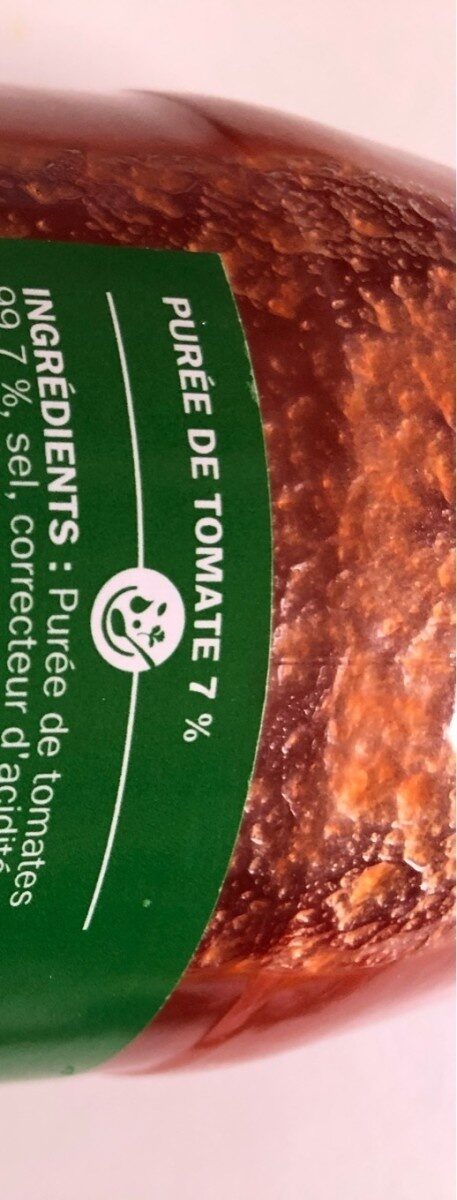 PURÉE DE TOMATE 7 %
INGRÉDIENTS : Purée de tomates
99,7 %, sel, correcteur d'acidité